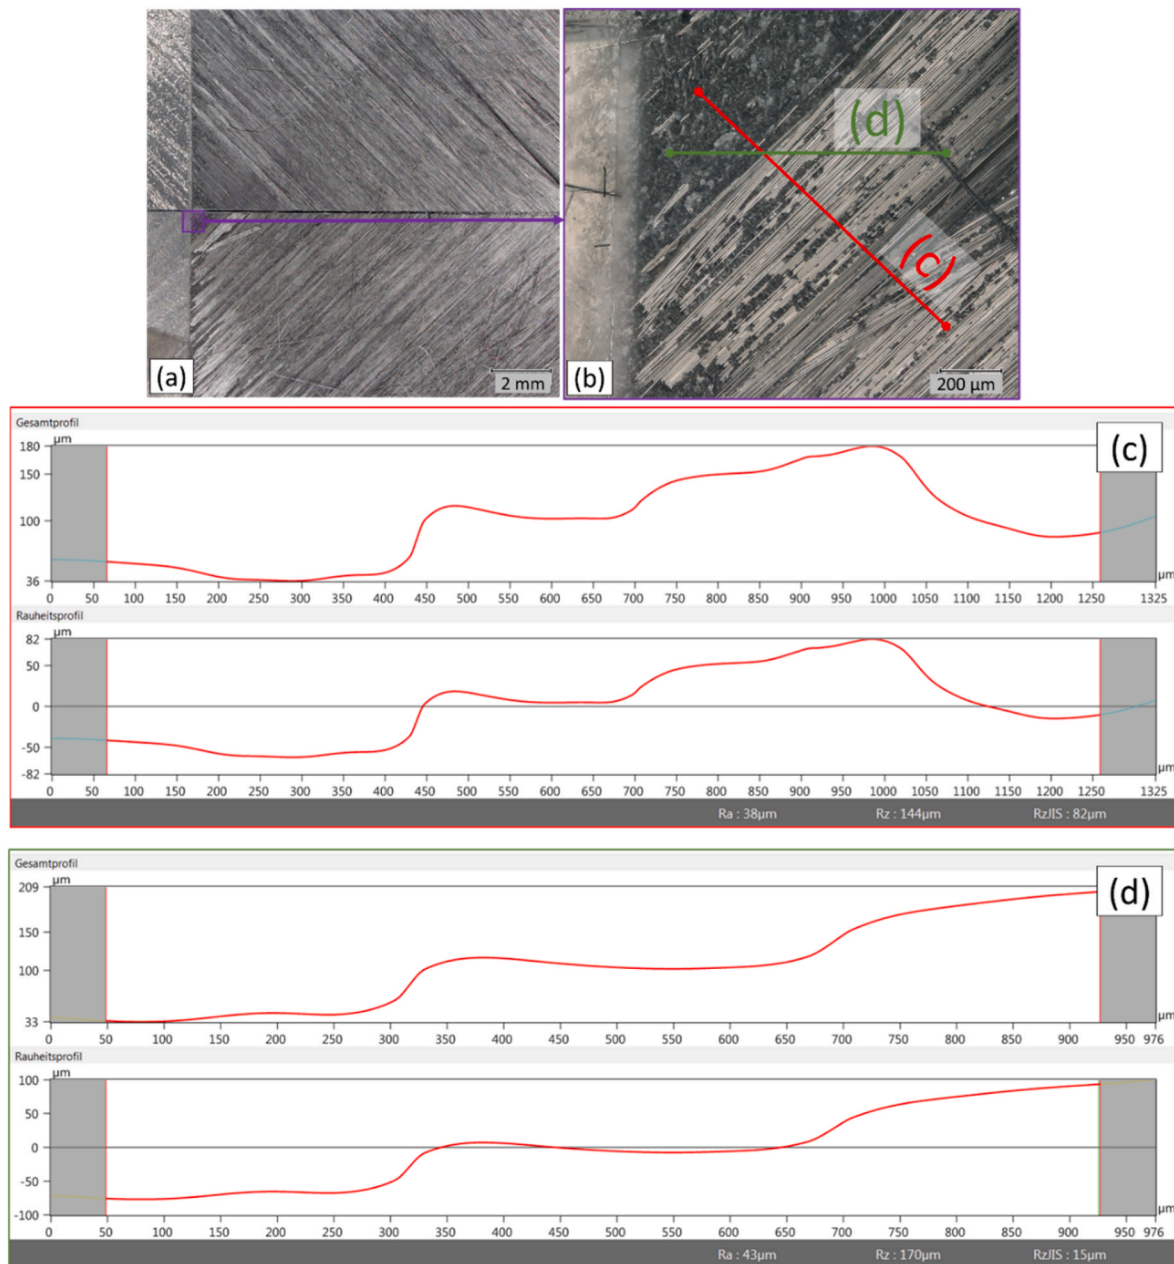 (d)
(c)
(a)
2 mm
(b)
200 µm
Gesamtprofil
µm
(c)
180
150
100
36
µm
0 50 100 150 200 250 300 350 400 450 500 550 600 650 700 750 800 850 900 950 1000 1050 1100 1150 1200 1250 1325
Rauheitsprofil
µm
82
50
0
-50
-82
µm
0 50 100 150 200 250 300 350 400 450 500 550 600 650 700 750 800 850 900 950 1000 1050 1100 1150 1200 1250 1325
Ra : 38µm Rz : 144µm RzJIS : 82µm
Gesamtprofil
µm
(d)
209
150
100
33
µm
0 50 100 150 200 250 300 350 400 450 500 550 600 650 700 750 800 850 900 950 976
Rauheitsprofil
µm
100
50
0
-50
-100
µm
0 50 100 150 200 250 300 350 400 450 500 550 600 650 700 750 800 850 900 950 976
Ra : 43µm Rz : 170µm RzJIS : 15µm